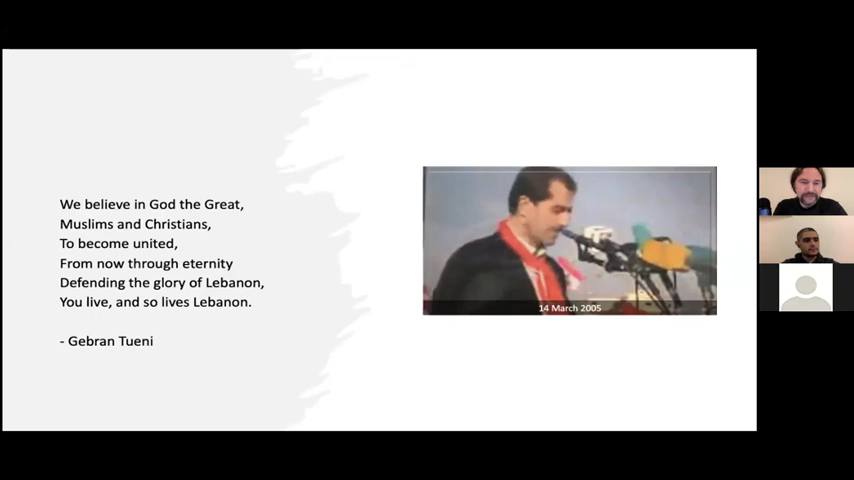 We believe in God the Great,
Muslims and Christians,
To become united,
From now through eternity
Defending the glory of Lebanon,
You live, and so lives Lebanon.
- Gebran Tueni
14 March 2005